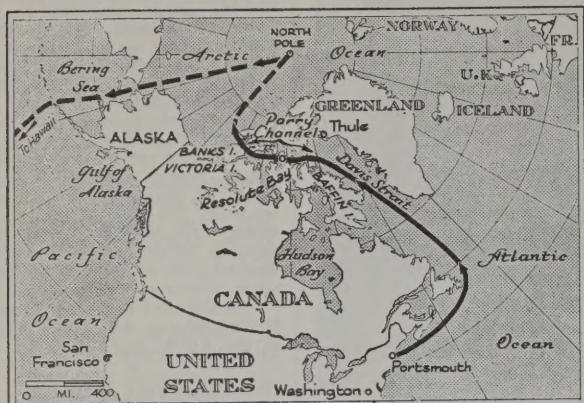 NORTH
POLE
NORWAY
FR.
Arctic
Ocean
Bering
Sea
U.K.
GREENLAND
ICELAND
Parry
Channel
Thule
To Hawaii
ALASKA
BANKS I.
VICTORIA I.
Davis Strait
Gulf of
Alaska
Resolute Bay
BAFFIN I.
Pacific
Hudson
Bay
Atlantic
CANADA
Ocean
Ocean
San
Francisco
UNITED
STATES
Portsmouth
Washington
0 MI. 400